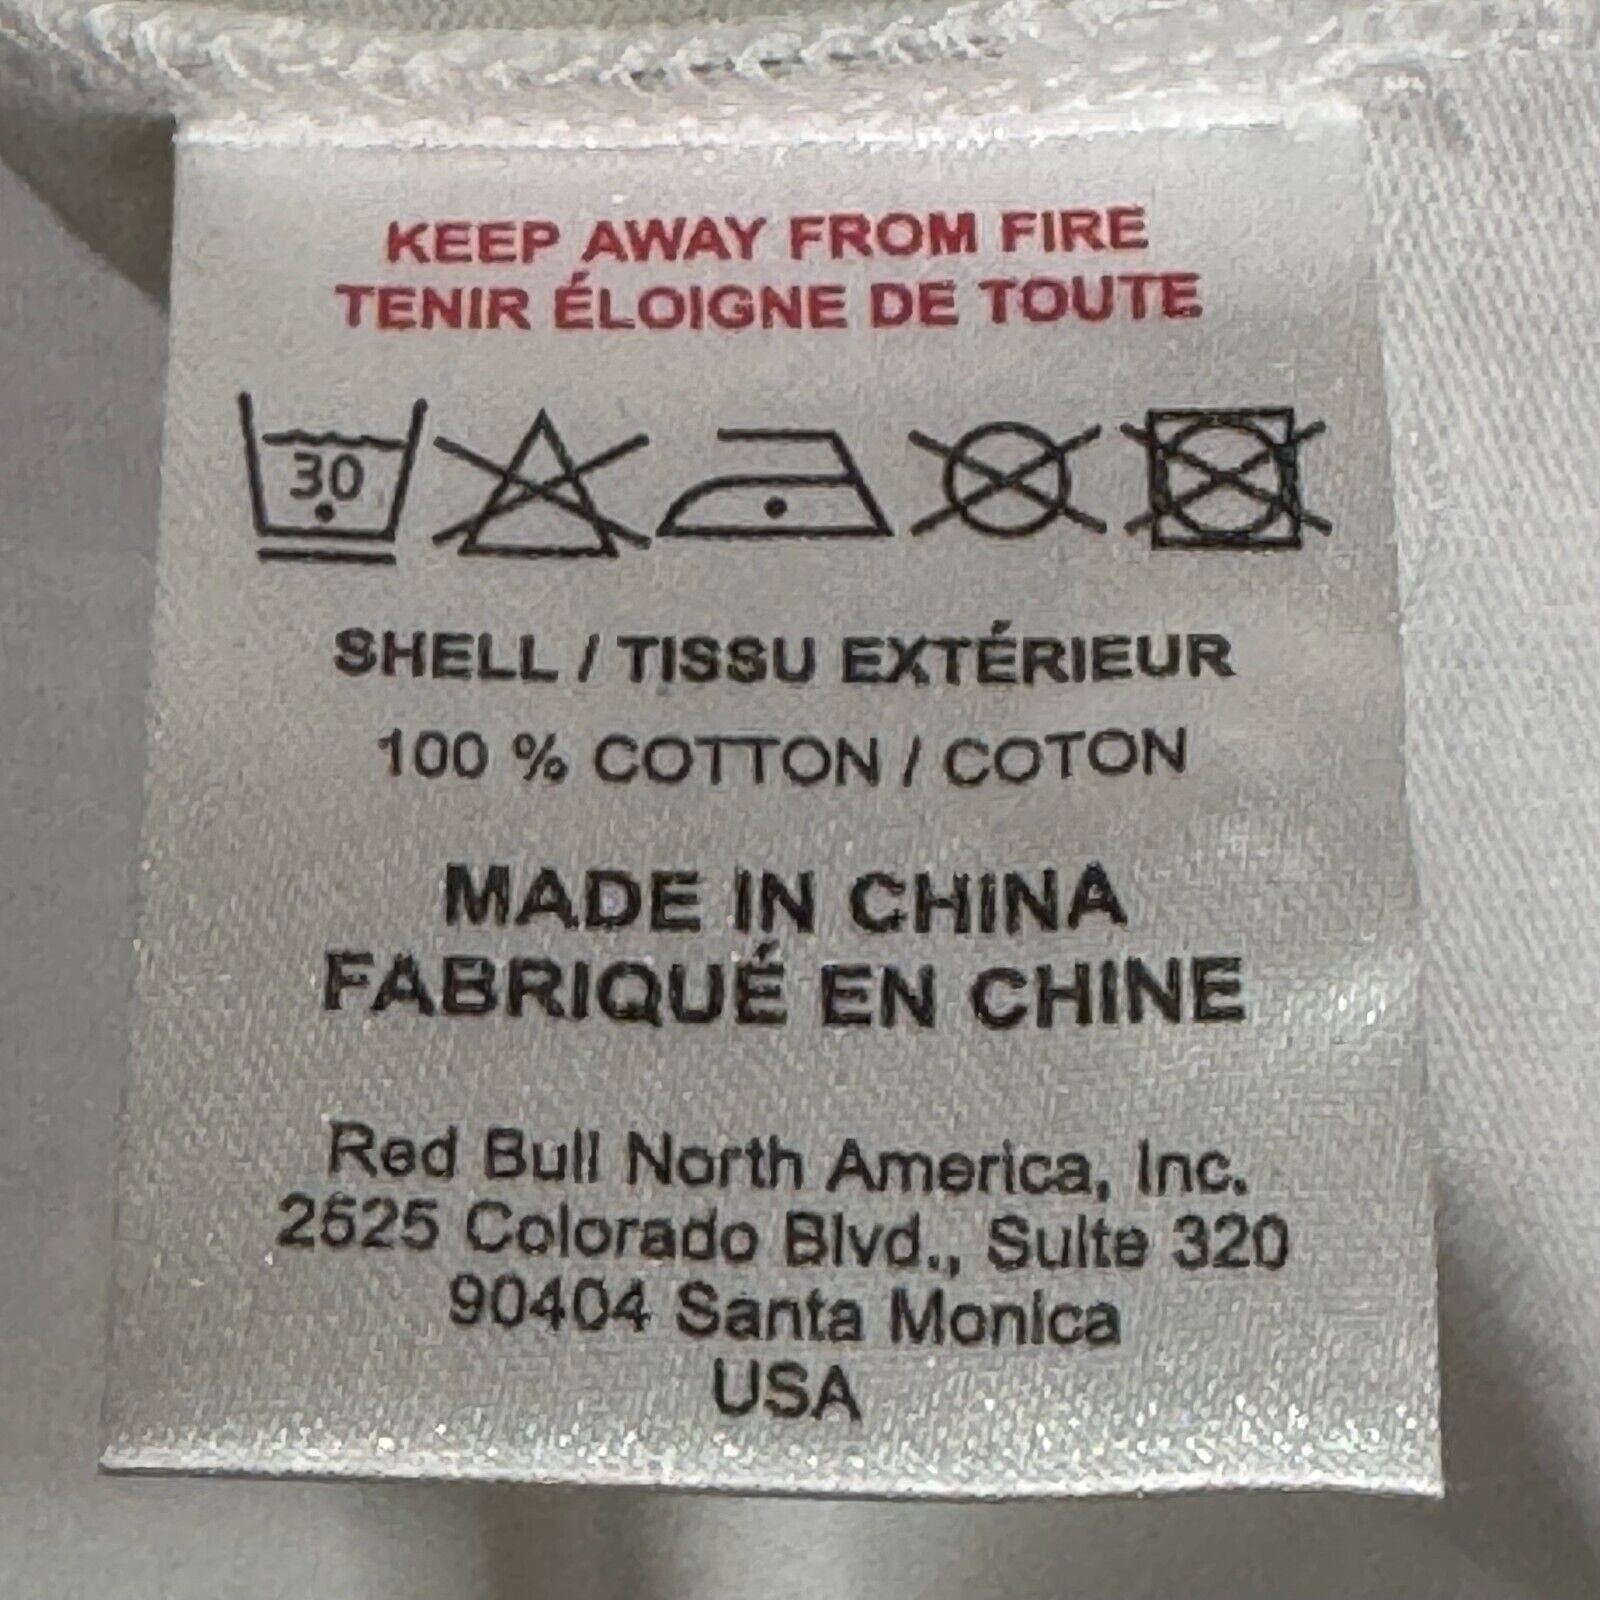 KEEP AWAY FROM FIRE
TENIR ÉLOIGNE DE TOUTE
30
SHELL / TISSU EXTÉRIEUR
100 % COTTON / COTON
MADE IN CHINA
FABRIQUÉ EN CHINE
Red Bull North America, Inc.
2525 Colorado Blvd., Suite 320
90404 Santa Monica
USA